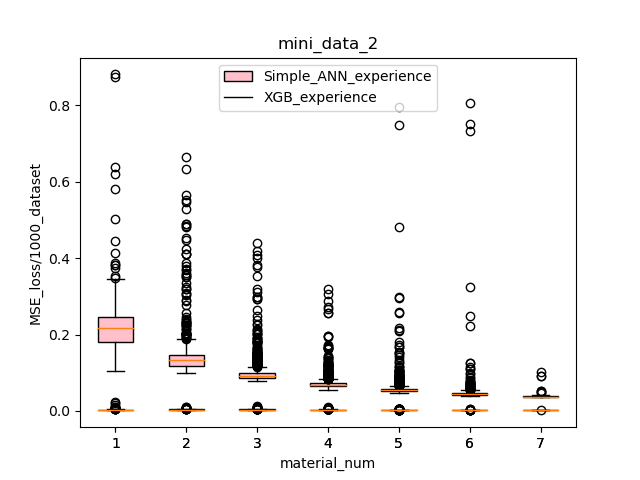 mini_data_2
Simple_ANN_experience
XGB_experience
MSE_loss/1000_dataset
0.8
0.6
0.4
0.2
0.0
1 2 3 4 5 6 7
material_num